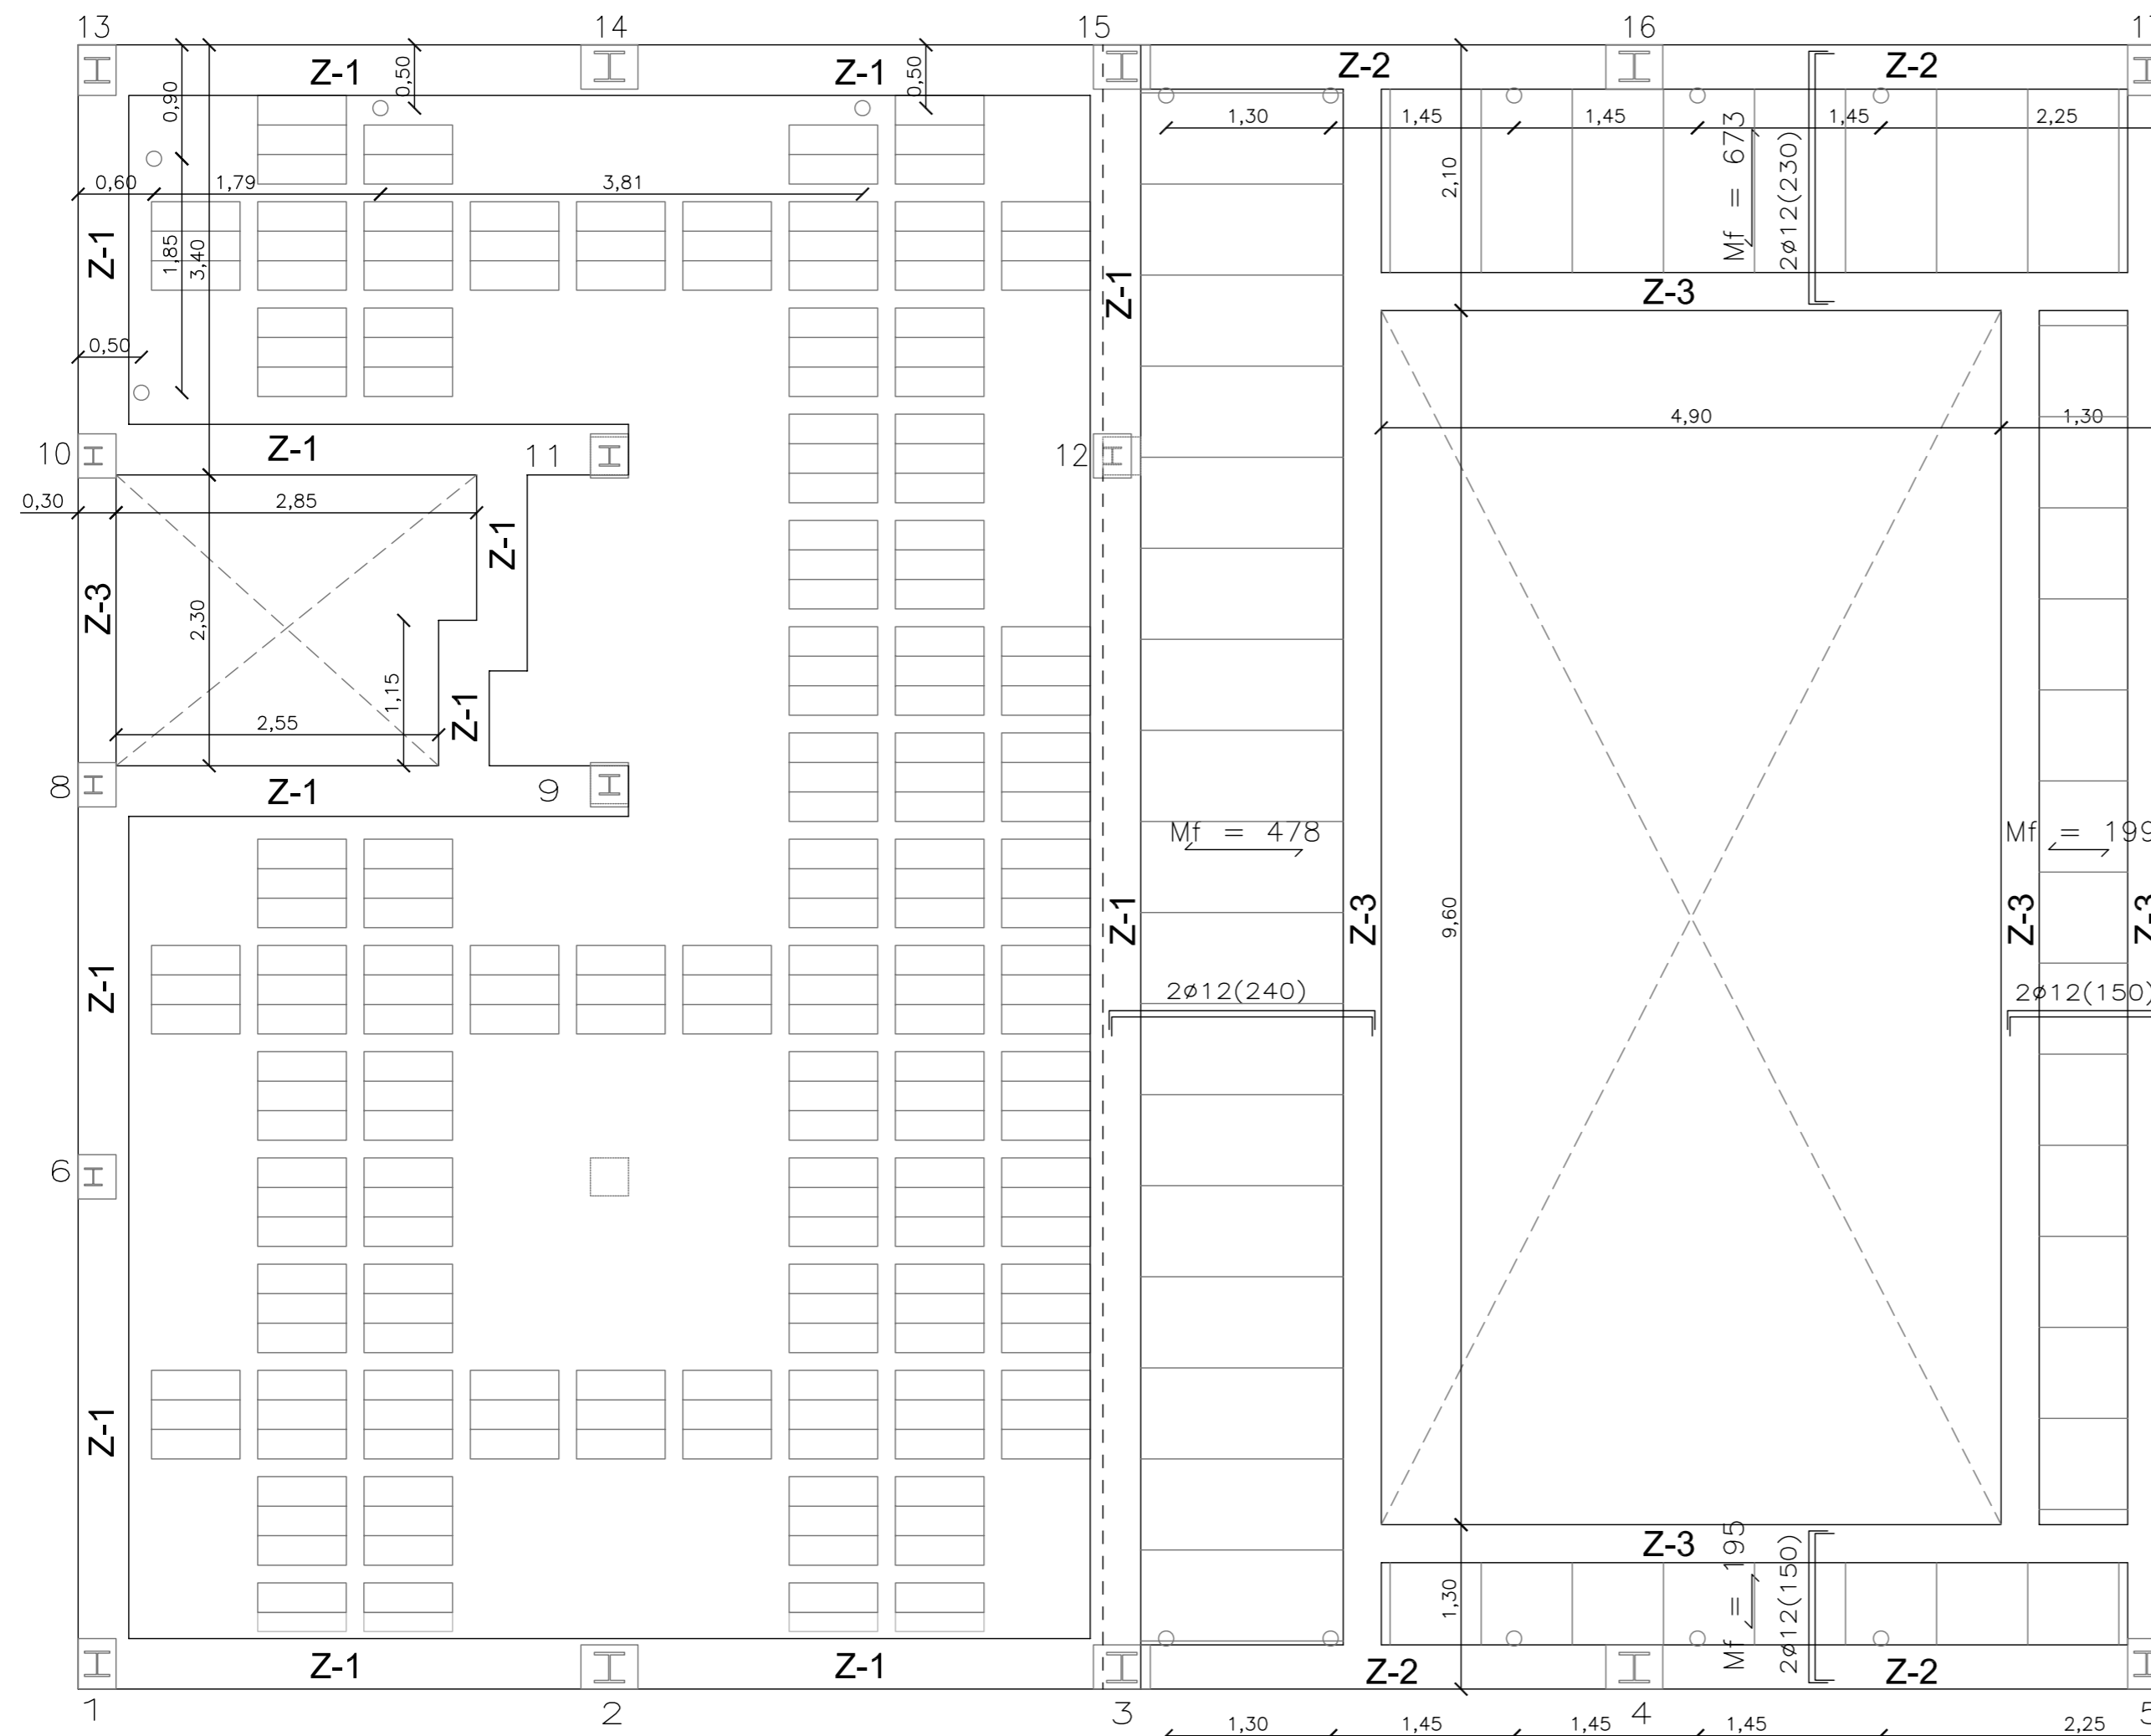 13
14
15
16
Z-1
Z-1
Z-2
Z-2
0,50
0,50
0,90
1,30
1,45
1,45
1,45
2,25
Mf = 673
2ø12(230)
2,10
0,60
1,79
3,81
Z-1
1,85
3,40
Z-1
Z-3
0,50
4,90
1,30
10
Z-1
11
12
0,30
2,85
Z-1
Z-3
2,30
1,15
2,55
Z-1
8
Z-1
9
Mf = 478
Mf = 199
Z-1
Z-3
9,60
Z-3
Z-3
Z-1
2ø12(240)
2ø12(150)
6
Z-1
Z-3
Mf = 195
2ø12(150)
1,30
Z-1
Z-1
Z-2
Z-2
1
2
3
4
5
1,30
1,45
1,45
1,45
2,25